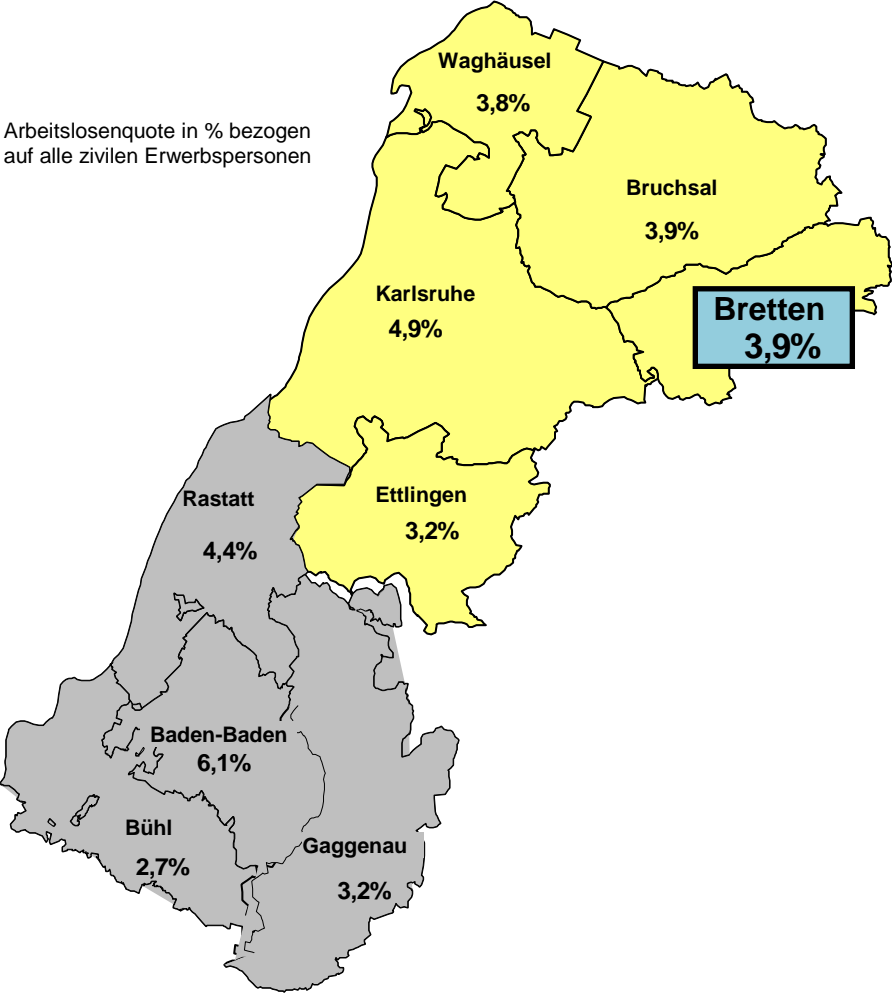 Waghäusel
3,8%
Arbeitslosenquote in % bezogen
auf alle zivilen Erwerbspersonen
Bruchsal
3,9%
Karlsruhe
4,9%
Bretten
3,9%
Rastatt
4,4%
Ettlingen
3,2%
Baden-Baden
6,1%
Bühl
2,7%
Gaggenau
3,2%